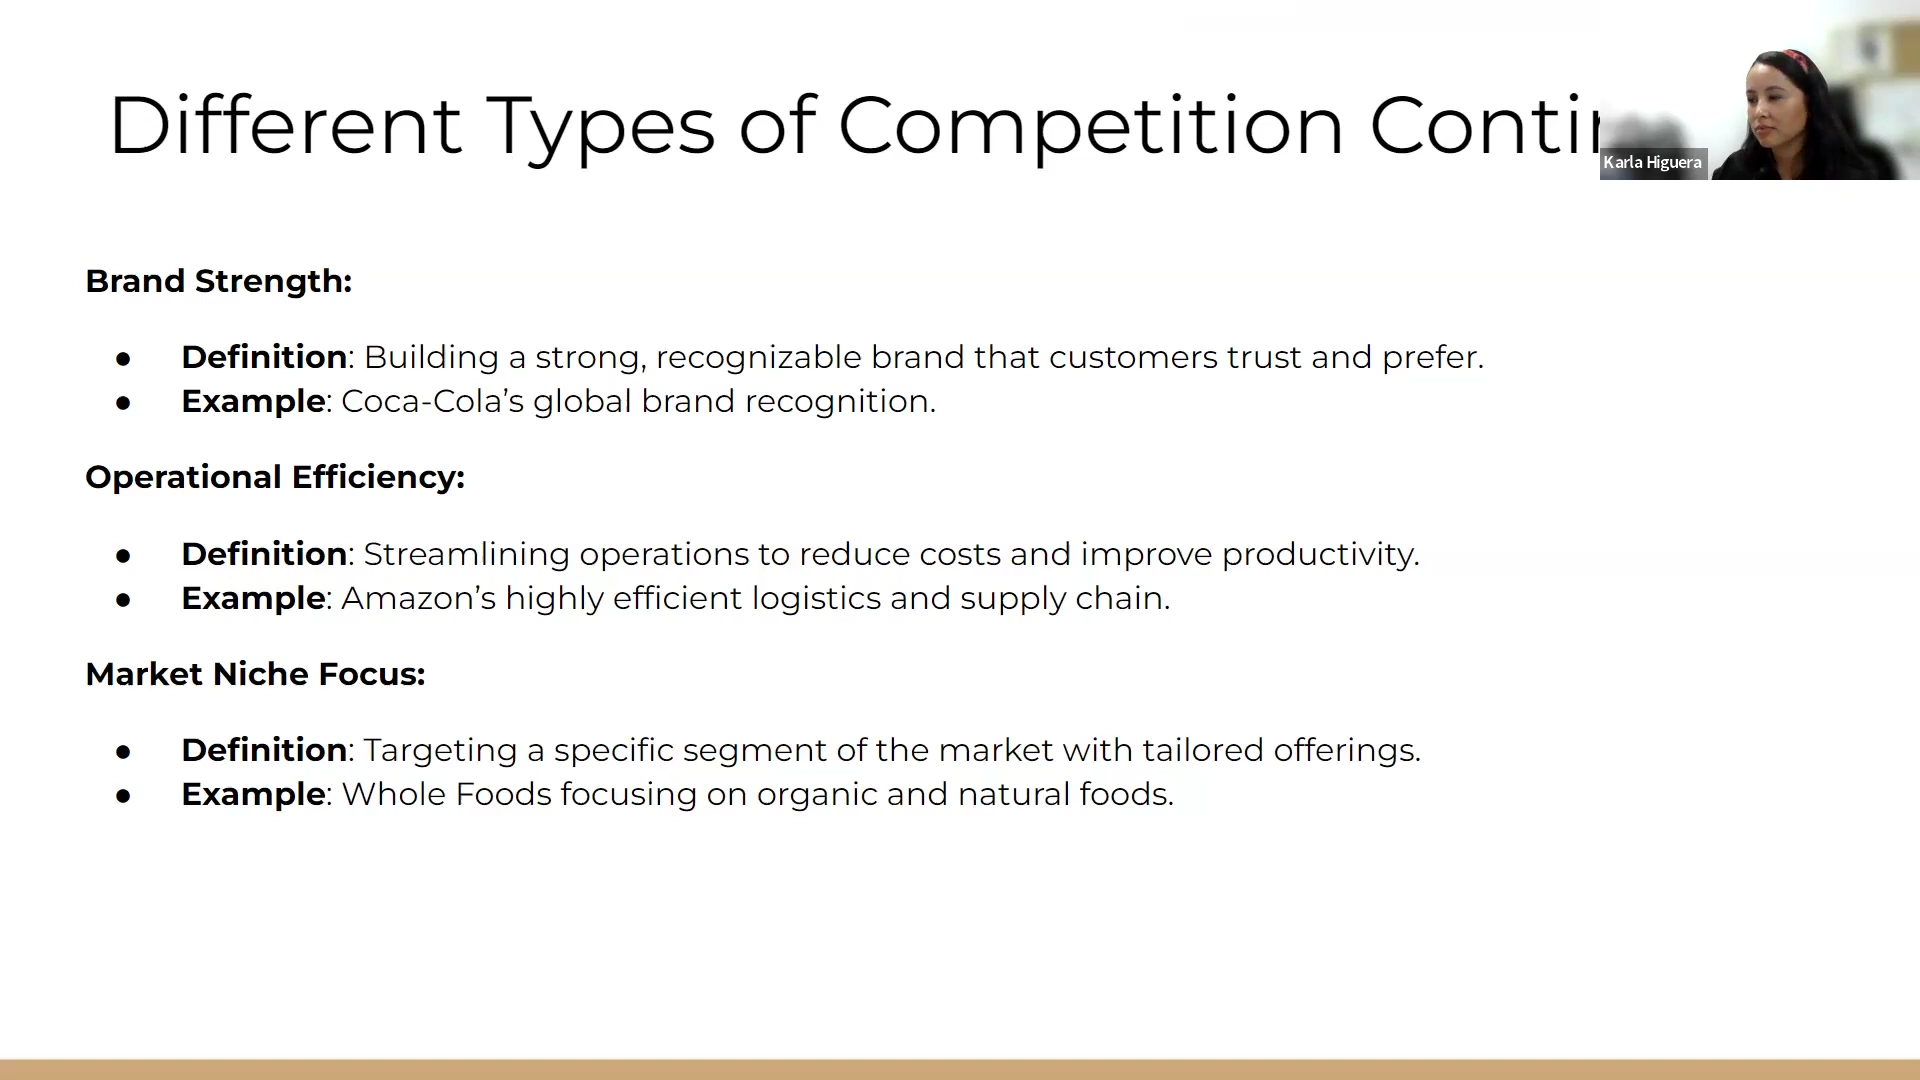 Different Types of Competition
Karla Higuera
Brand Strength:
● Definition: Building a strong, recognizable brand that customers trust and prefer.
● Example: Coca-Cola’s global brand recognition.
Operational Efficiency:
● Definition: Streamlining operations to reduce costs and improve productivity.
● Example: Amazon’s highly efficient logistics and supply chain.
Market Niche Focus:
● Definition: Targeting a specific segment of the market with tailored offerings.
● Example: Whole Foods focusing on organic and natural foods.